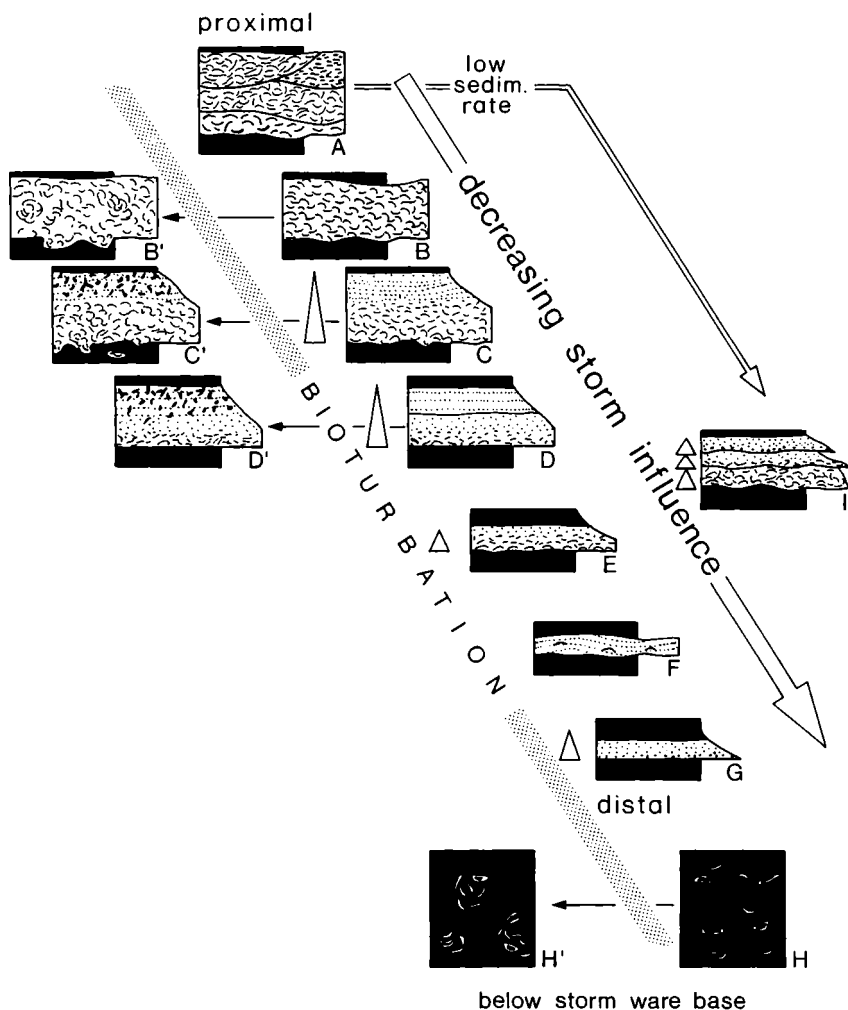 proximal
low
sedim.
rate
A
B'
B
decreasing storm influence
C'
C
D'
D
BIOTURBATION
I
E
F
G
distal
H'
H
below storm ware base